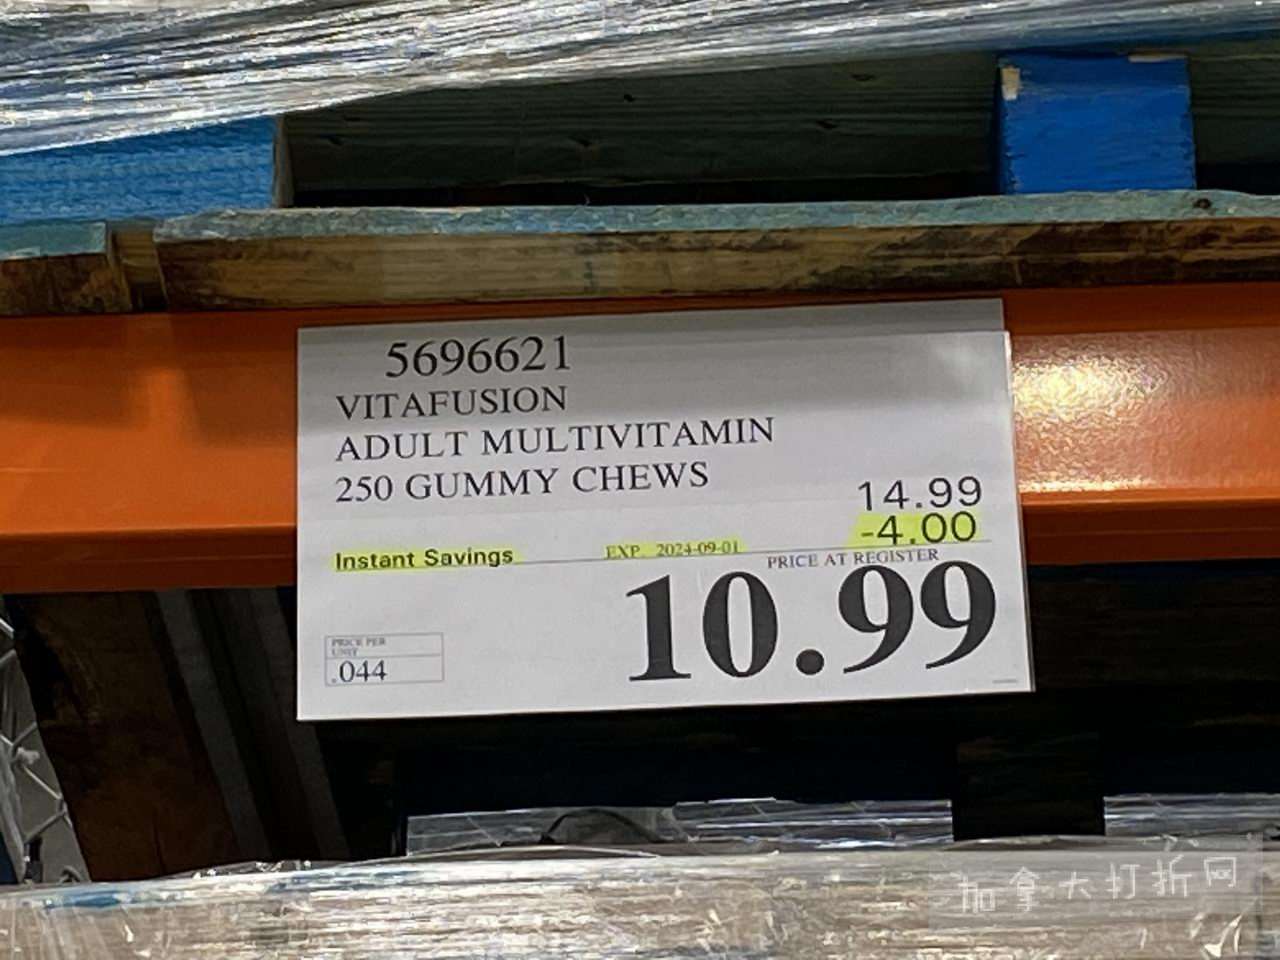 5696621
VITAFUSION
ADULT MULTIVITAMIN
250 GUMMY CHEWS
14.99
-4.00
Instant Savings EXP. 2024-09-01
PRICE AT REGISTER
10.99
PRICE PER
UNIT
.044
加拿大打折网